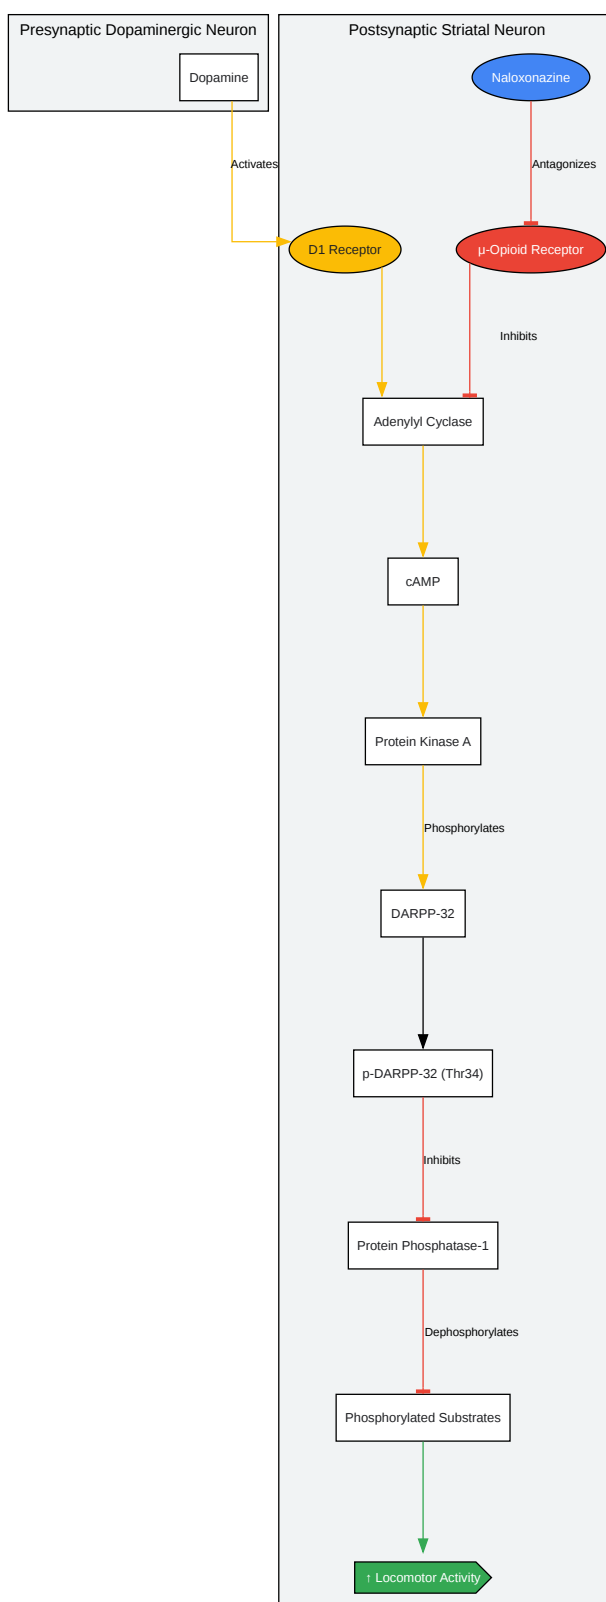 Presynaptic Dopaminergic Neuron
Postsynaptic Striatal Neuron
Dopamine
Naloxonazine
Activates
Antagonizes
D1 Receptor
μ-Opioid Receptor
Inhibits
Adenylyl Cyclase
cAMP
Protein Kinase A
Phosphorylates
DARPP-32
p-DARPP-32 (Thr34)
Inhibits
Protein Phosphatase-1
Dephosphorylates
Phosphorylated Substrates
↑ Locomotor Activity